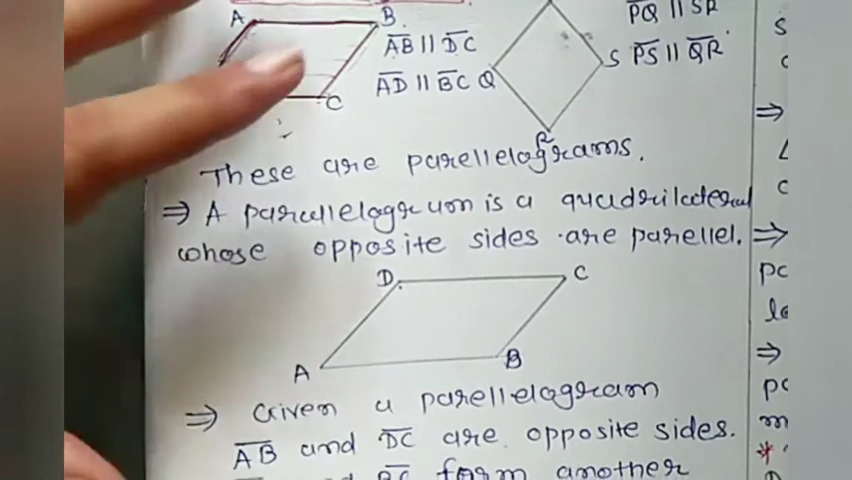 A B
AB || DC
AD || BC
C
PQ || SR
Q S PS || QR
R
These are parellelograms.
⇒ A parallelogram is a quadrilateral
whose opposite sides are parellel.
D C
A B
⇒ Given a parellelogram
AB and DC are opposite sides.
form another